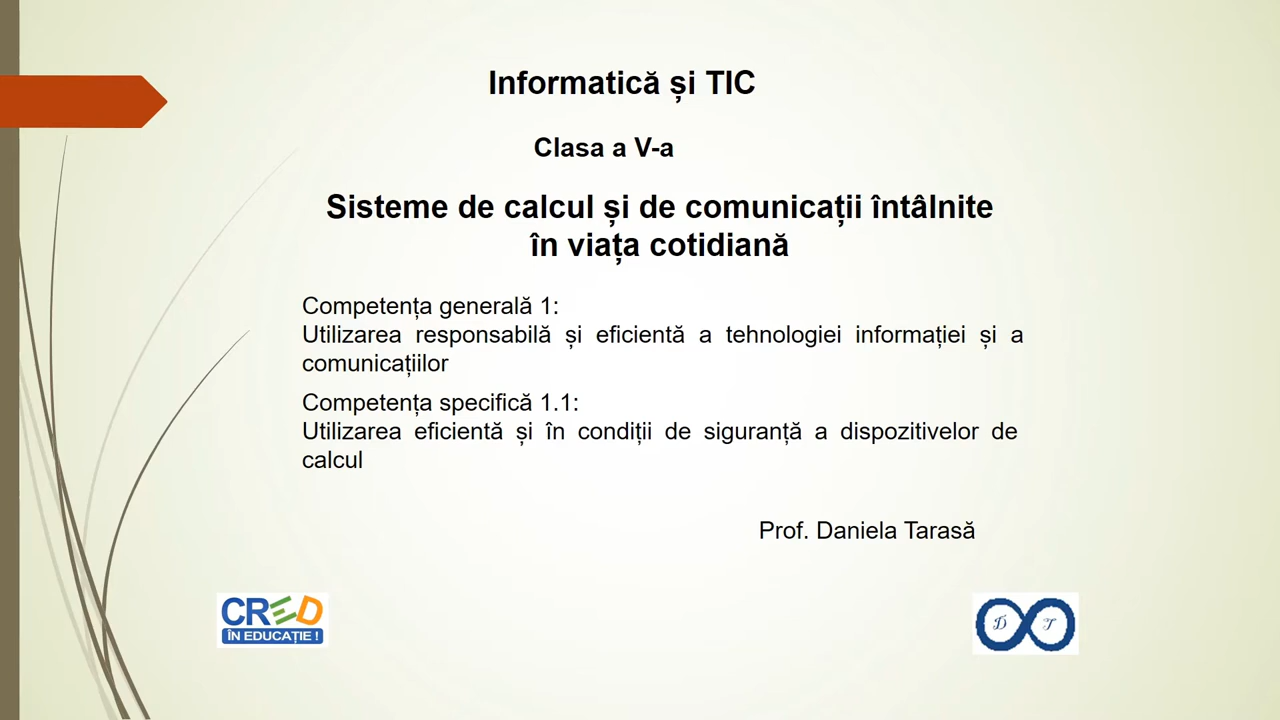 Informatică și TIC
Clasa a V-a
Sisteme de calcul și de comunicații întâlnite
în viața cotidiană
Competența generală 1:
Utilizarea responsabilă și eficientă a tehnologiei informației și a
comunicațiilor
Competența specifică 1.1:
Utilizarea eficientă și în condiții de siguranță a dispozitivelor de
calcul
Prof. Daniela Tarasă
CRED
ÎN EDUCAȚIE !
D T